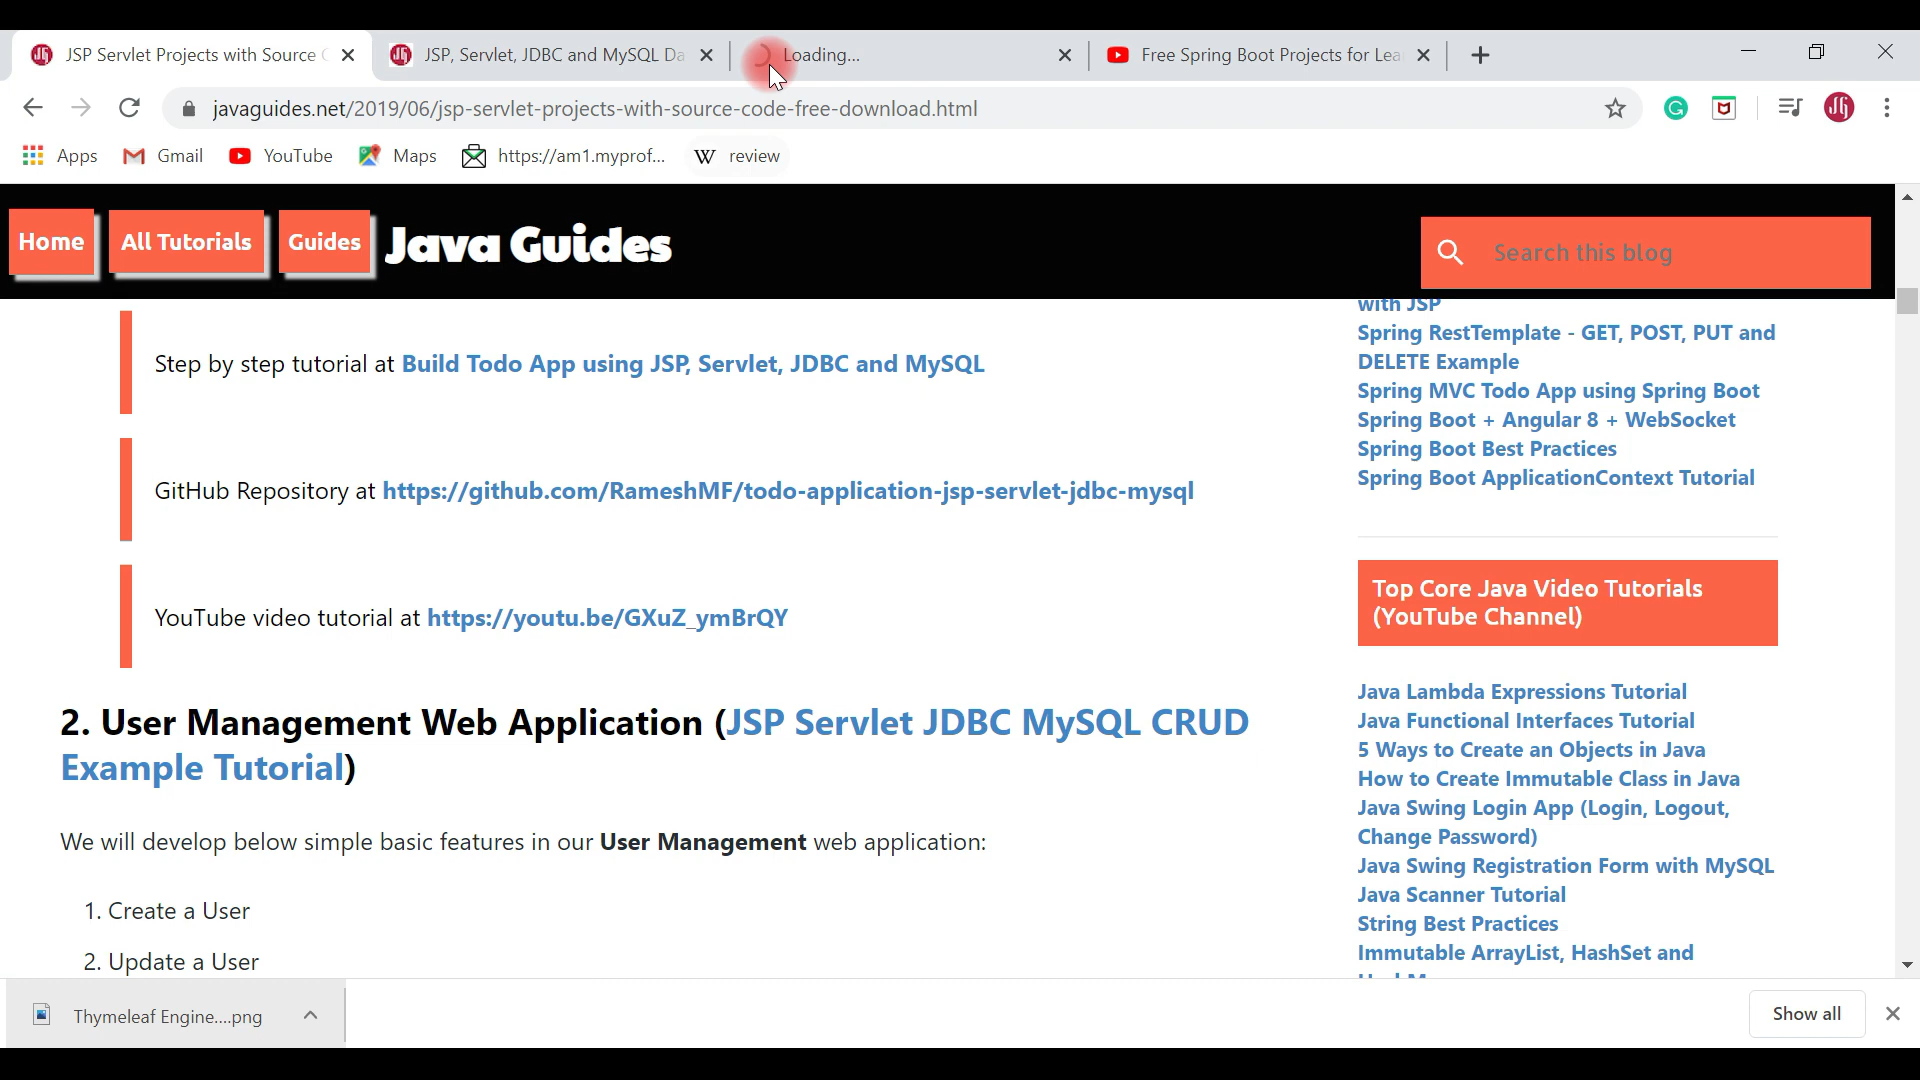 JSP Servlet Projects with Source C
JSP, Servlet, JDBC and MySQL Da
Loading...
Free Spring Boot Projects for Lea
javaguides.net/2019/06/jsp-servlet-projects-with-source-code-free-download.html
Apps
Gmail
YouTube
Maps
https://am1.myprof...
W review
Home
All Tutorials
Guides
Java Guides
Search this blog
Step by step tutorial at Build Todo App using JSP, Servlet, JDBC and MySQL
GitHub Repository at https://github.com/RameshMF/todo-application-jsp-servlet-jdbc-mysql
YouTube video tutorial at https://youtu.be/GXuZ_ymBrQY
2. User Management Web Application (JSP Servlet JDBC MySQL CRUD
Example Tutorial)
We will develop below simple basic features in our User Management web application:
1. Create a User
2. Update a User
with JSP
Spring RestTemplate - GET, POST, PUT and
DELETE Example
Spring MVC Todo App using Spring Boot
Spring Boot + Angular 8 + WebSocket
Spring Boot Best Practices
Spring Boot ApplicationContext Tutorial
Top Core Java Video Tutorials
(YouTube Channel)
Java Lambda Expressions Tutorial
Java Functional Interfaces Tutorial
5 Ways to Create an Objects in Java
How to Create Immutable Class in Java
Java Swing Login App (Login, Logout,
Change Password)
Java Swing Registration Form with MySQL
Java Scanner Tutorial
String Best Practices
Immutable ArrayList, HashSet and
Thymeleaf Engine....png
Show all